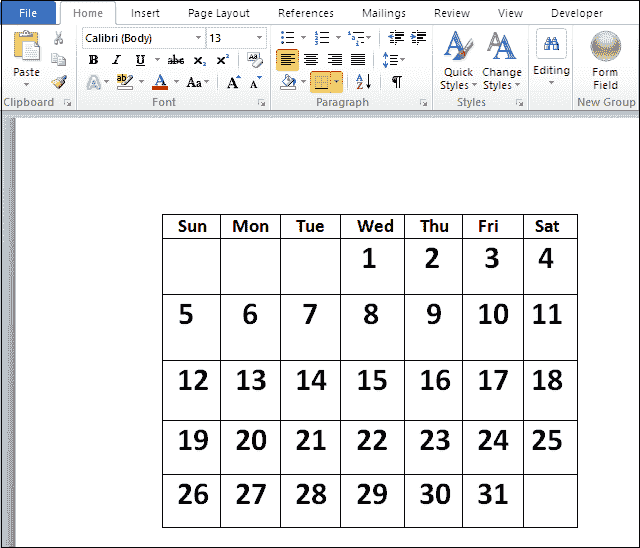 File Home Insert Page Layout References Mailings Review View Developer
Calibri (Body) 13
Paste B I U abc x₂ x² A ab A Aa A A ¶ Quick Styles Change Styles Editing Form Field
Clipboard Font Paragraph Styles New Group
Sun Mon Tue Wed Thu Fri Sat
1 2 3 4
5 6 7 8 9 10 11
12 13 14 15 16 17 18
19 20 21 22 23 24 25
26 27 28 29 30 31